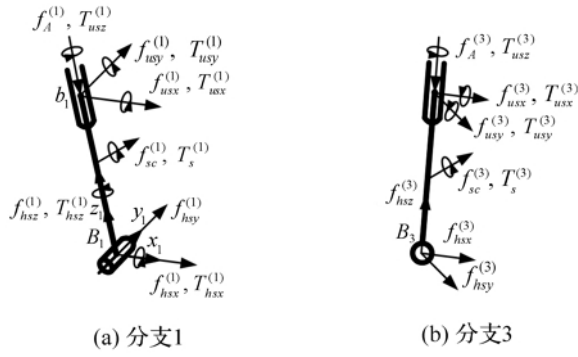 f_A^{(1)}, T_{usz}^{(1)}
f_{usy}^{(1)}, T_{usy}^{(1)}
b_1
f_{usx}^{(1)}, T_{usx}^{(1)}
f_{sc}^{(1)}, T_s^{(1)}
f_{hsz}^{(1)}, T_{hsz}^{(1)} z_1
y_1 f_{hsy}^{(1)}
B_1
x_1
f_{hsx}^{(1)}, T_{hsx}^{(1)}
(a) 分支1
f_A^{(3)}, T_{usz}^{(3)}
f_{usx}^{(3)}, T_{usx}^{(3)}
f_{usy}^{(3)}, T_{usy}^{(3)}
f_{sc}^{(3)}, T_s^{(3)}
f_{hsz}^{(3)}
B_3
f_{hsx}^{(3)}
f_{hsy}^{(3)}
(b) 分支3